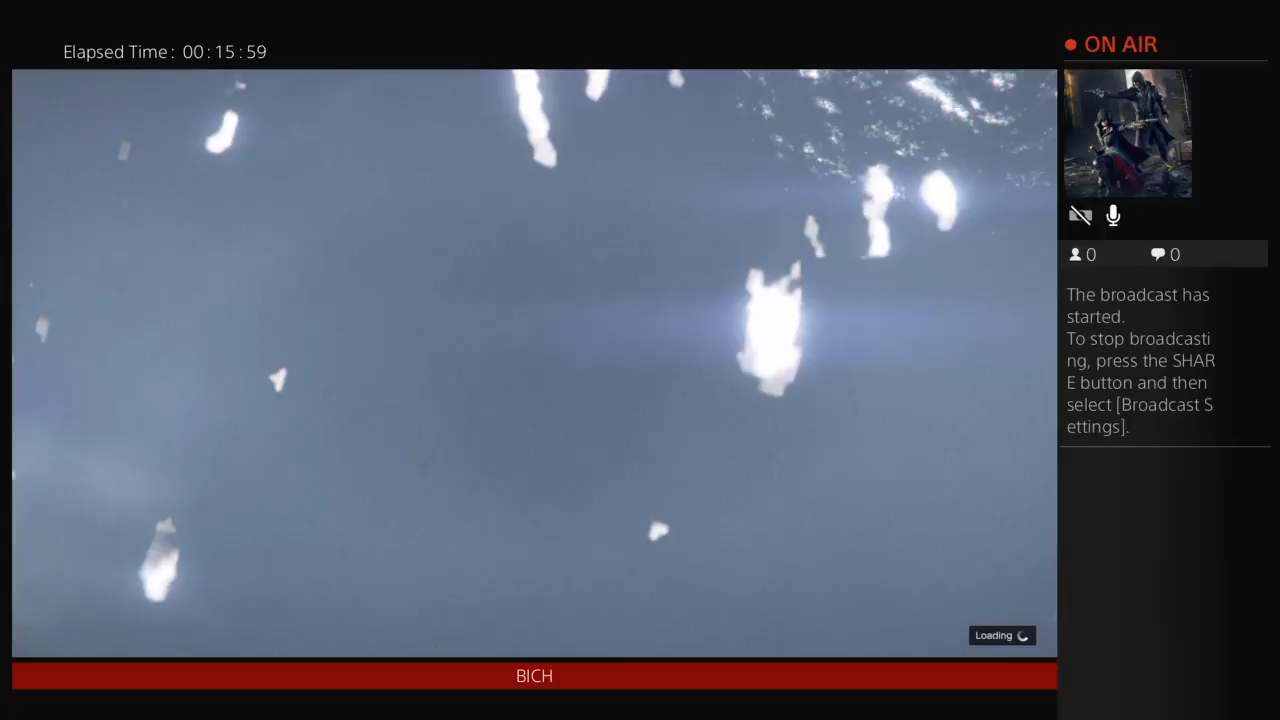 Elapsed Time: 00:15:59
ON AIR
0 0
The broadcast has
started.
To stop broadcasti
ng, press the SHAR
E button and then
select [Broadcast S
ettings].
Loading
BICH